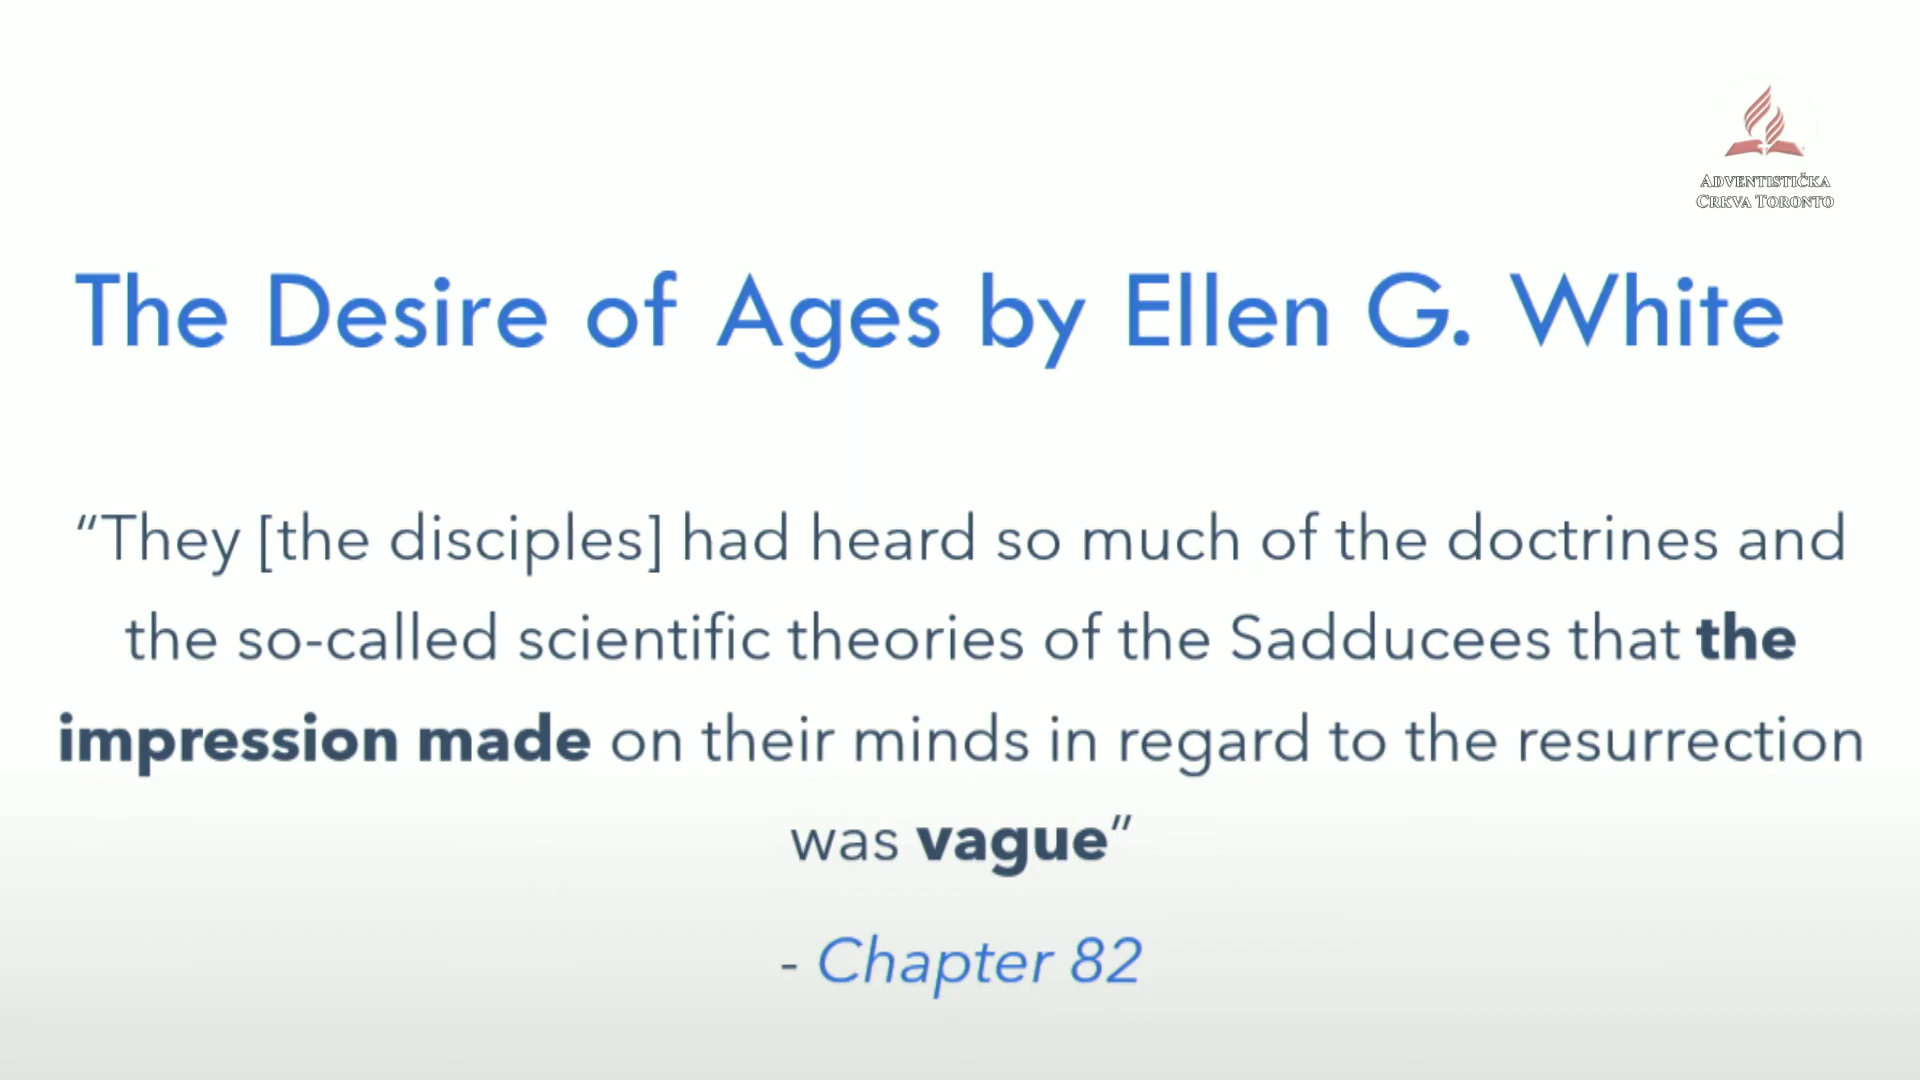 ADVENTISTIČKA
CRKVA TORONTO
The Desire of Ages by Ellen G. White
“They [the disciples] had heard so much of the doctrines and
the so-called scientific theories of the Sadducees that the
impression made on their minds in regard to the resurrection
was vague”
- Chapter 82